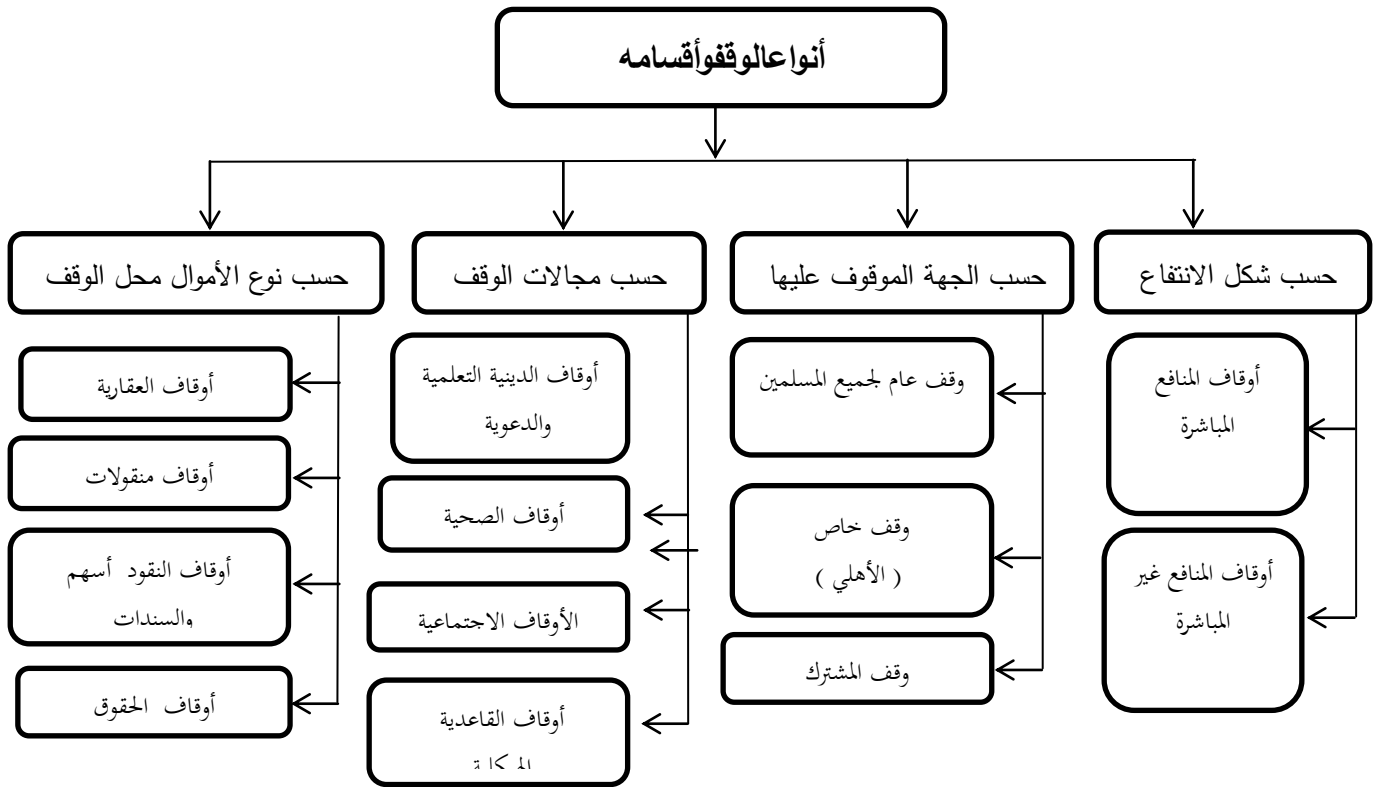 أنواعالوقفوأقسامه
حسب شكل الانتفاع
حسب الجهة الموقوف عليها
حسب مجالات الوقف
حسب نوع الأموال محل الوقف
أوقاف المنافع
المباشرة
أوقاف المنافع غير
المباشرة
وقف عام لجميع المسلمين
وقف خاص
( الأهلي )
وقف المشترك
أوقاف الدينية التعلمية
والدعوية
أوقاف الصحية
الأوقاف الاجتماعية
أوقاف القاعدية
أوقاف العقارية
أوقاف منقولات
أوقاف النقود أسهم
والسندات
أوقاف الحقوق